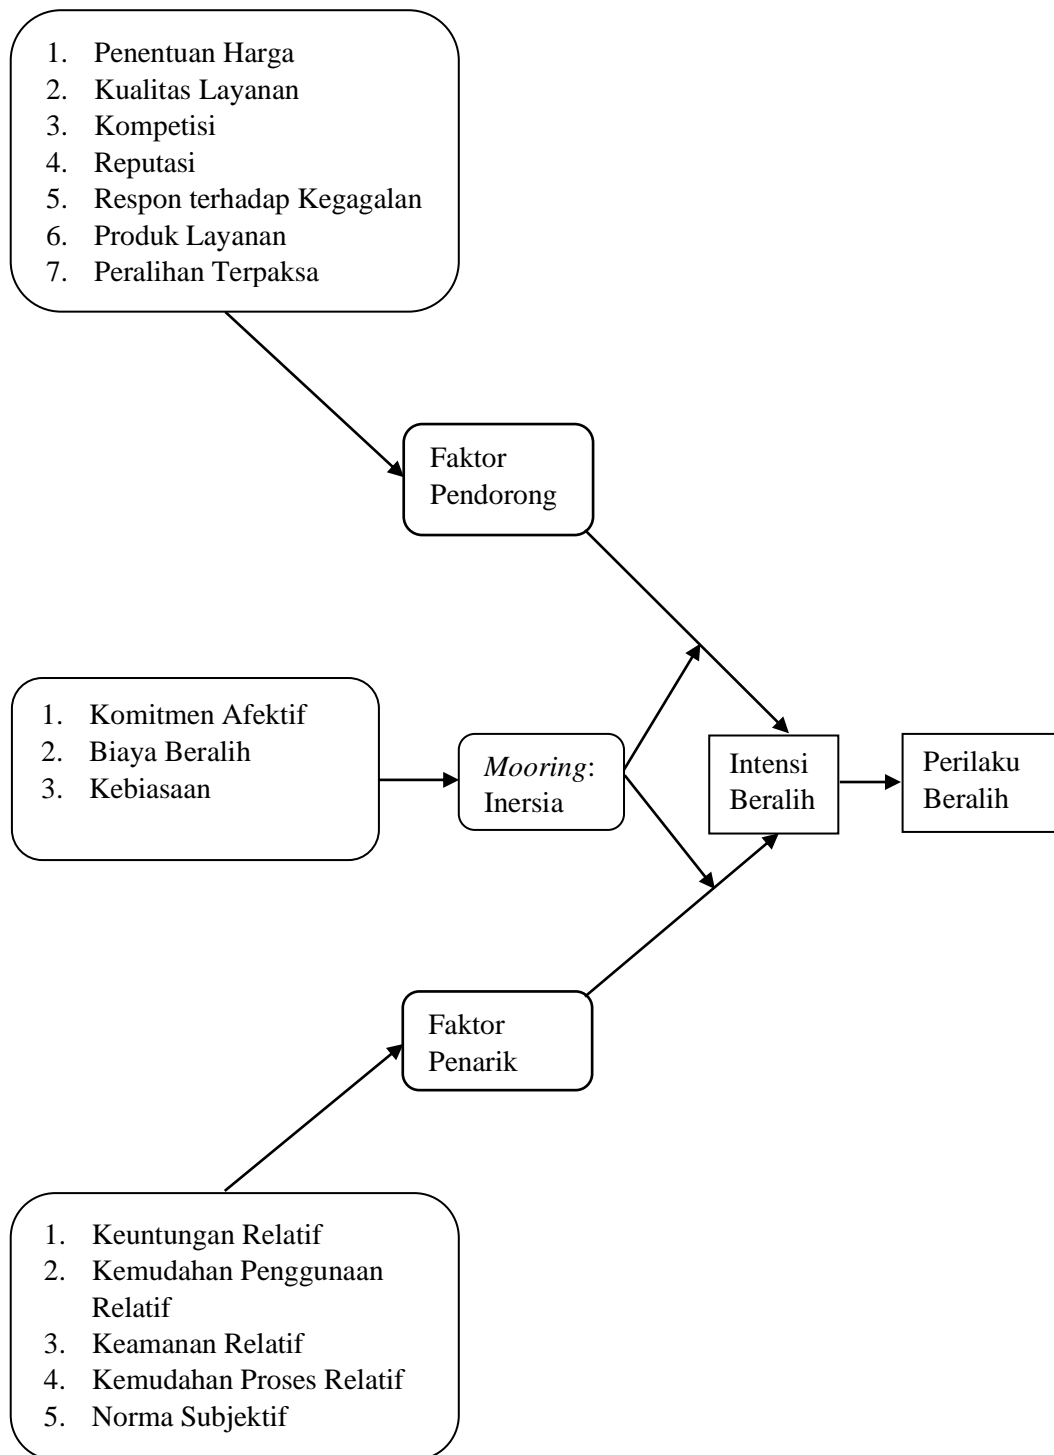 1. Penentuan Harga
2. Kualitas Layanan
3. Kompetisi
4. Reputasi
5. Respon terhadap Kegagalan
6. Produk Layanan
7. Peralihan Terpaksa
Faktor
Pendorong
1. Komitmen Afektif
2. Biaya Beralih
3. Kebiasaan
Mooring:
Inersia
Intensi
Beralih
Perilaku
Beralih
Faktor
Penarik
1. Keuntungan Relatif
2. Kemudahan Penggunaan
Relatif
3. Keamanan Relatif
4. Kemudahan Proses Relatif
5. Norma Subjektif